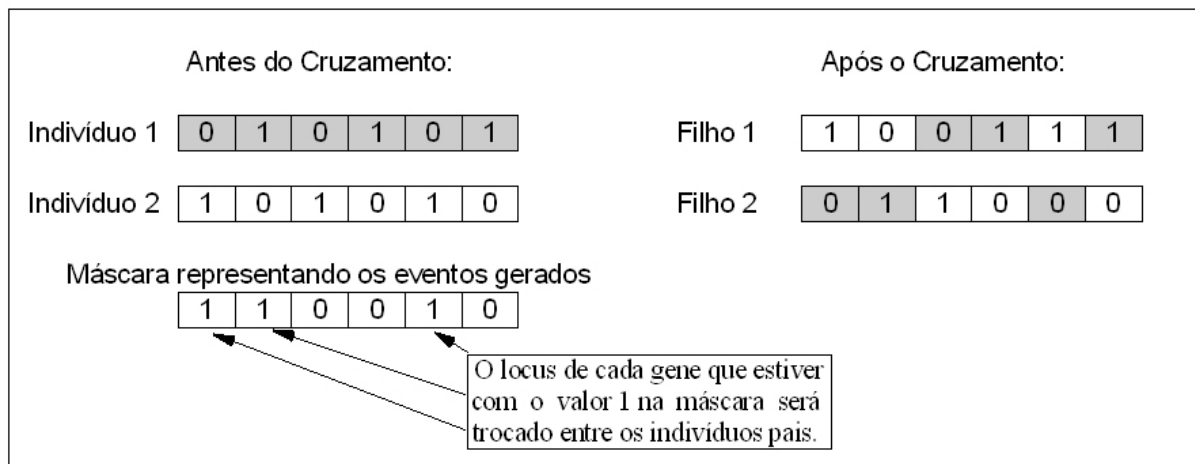 Antes do Cruzamento:
Após o Cruzamento:
Indivíduo 1 0 1 0 1 0 1
Filho 1 1 0 0 1 1 1
Indivíduo 2 1 0 1 0 1 0
Filho 2 0 1 1 0 0 0
Máscara representando os eventos gerados
1 1 0 0 1 0
O locus de cada gene que estiver
com o valor 1 na máscara será
trocado entre os indivíduos pais.